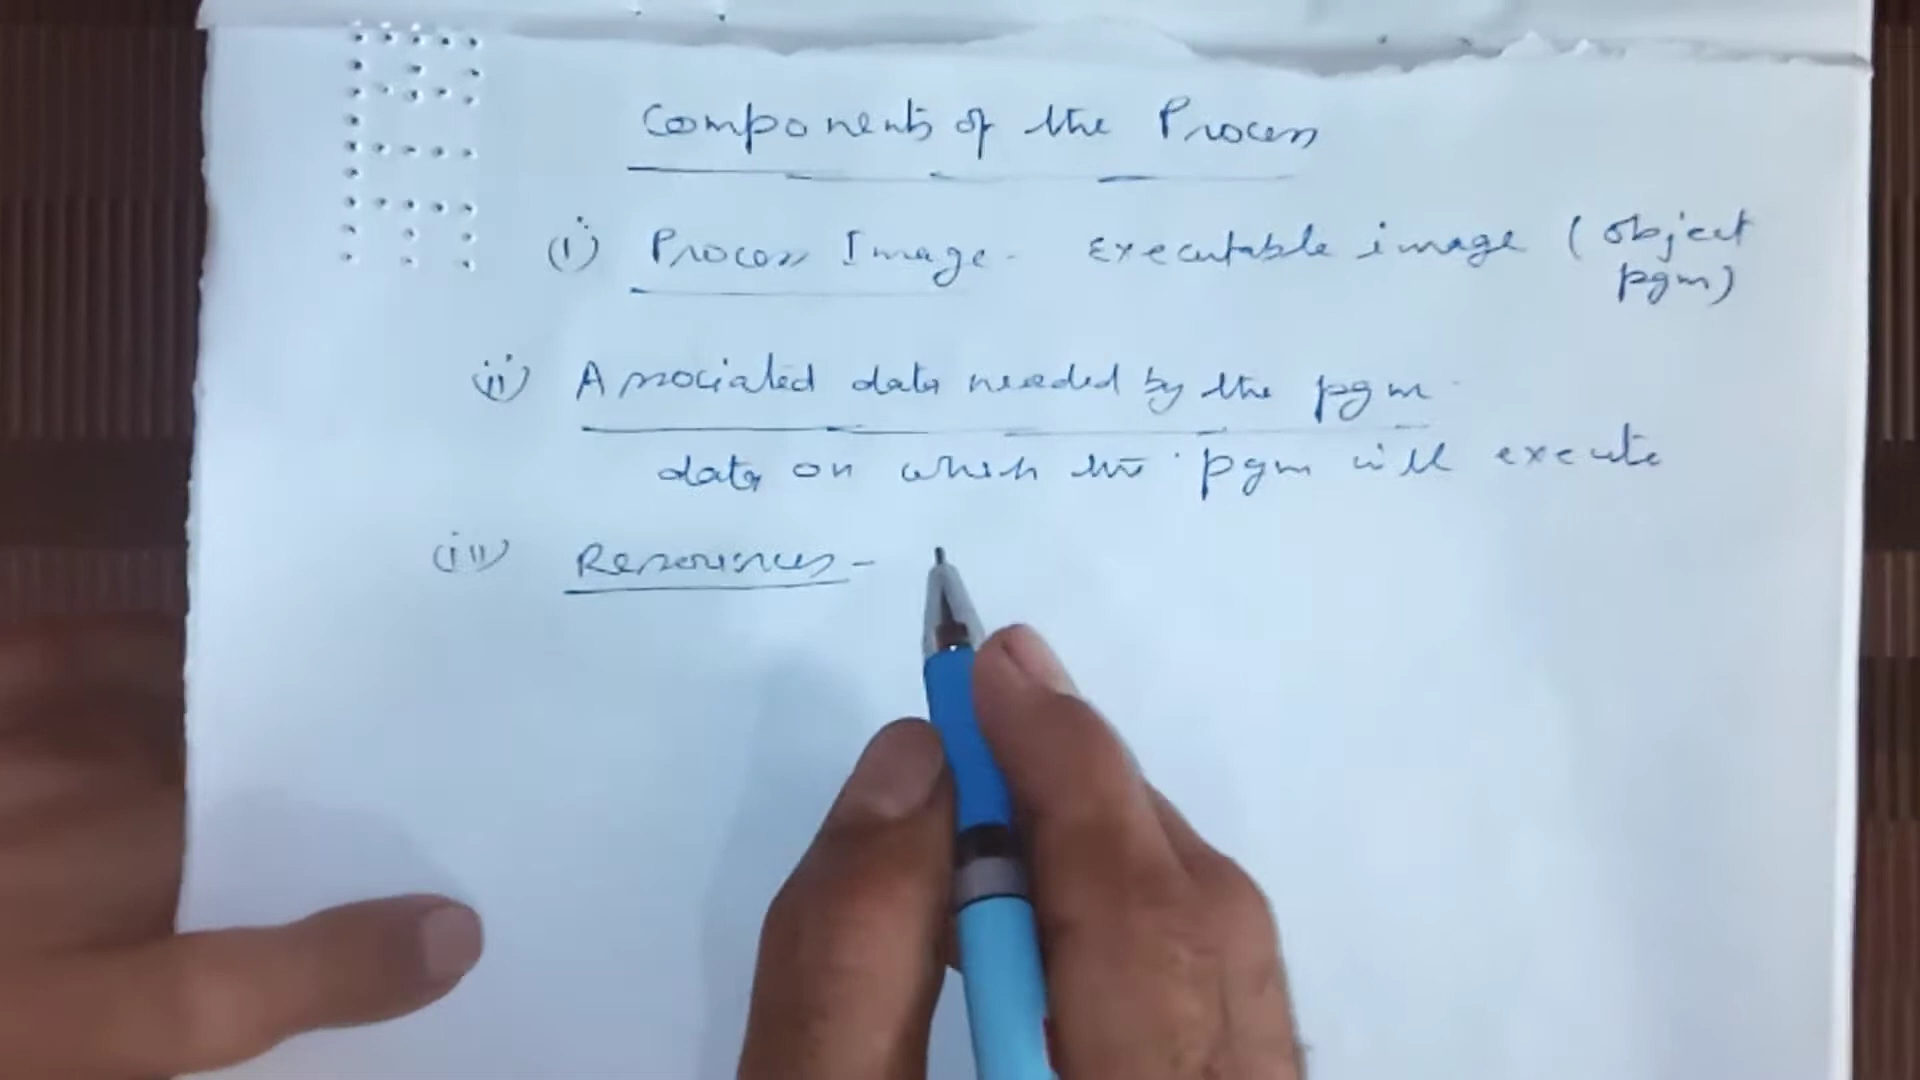 Components of the Process
(i) Process Image - Executable image (object
pgm)
ii) Associated data needed by the pgm
data on which the pgm will execute
(iii) Resources -